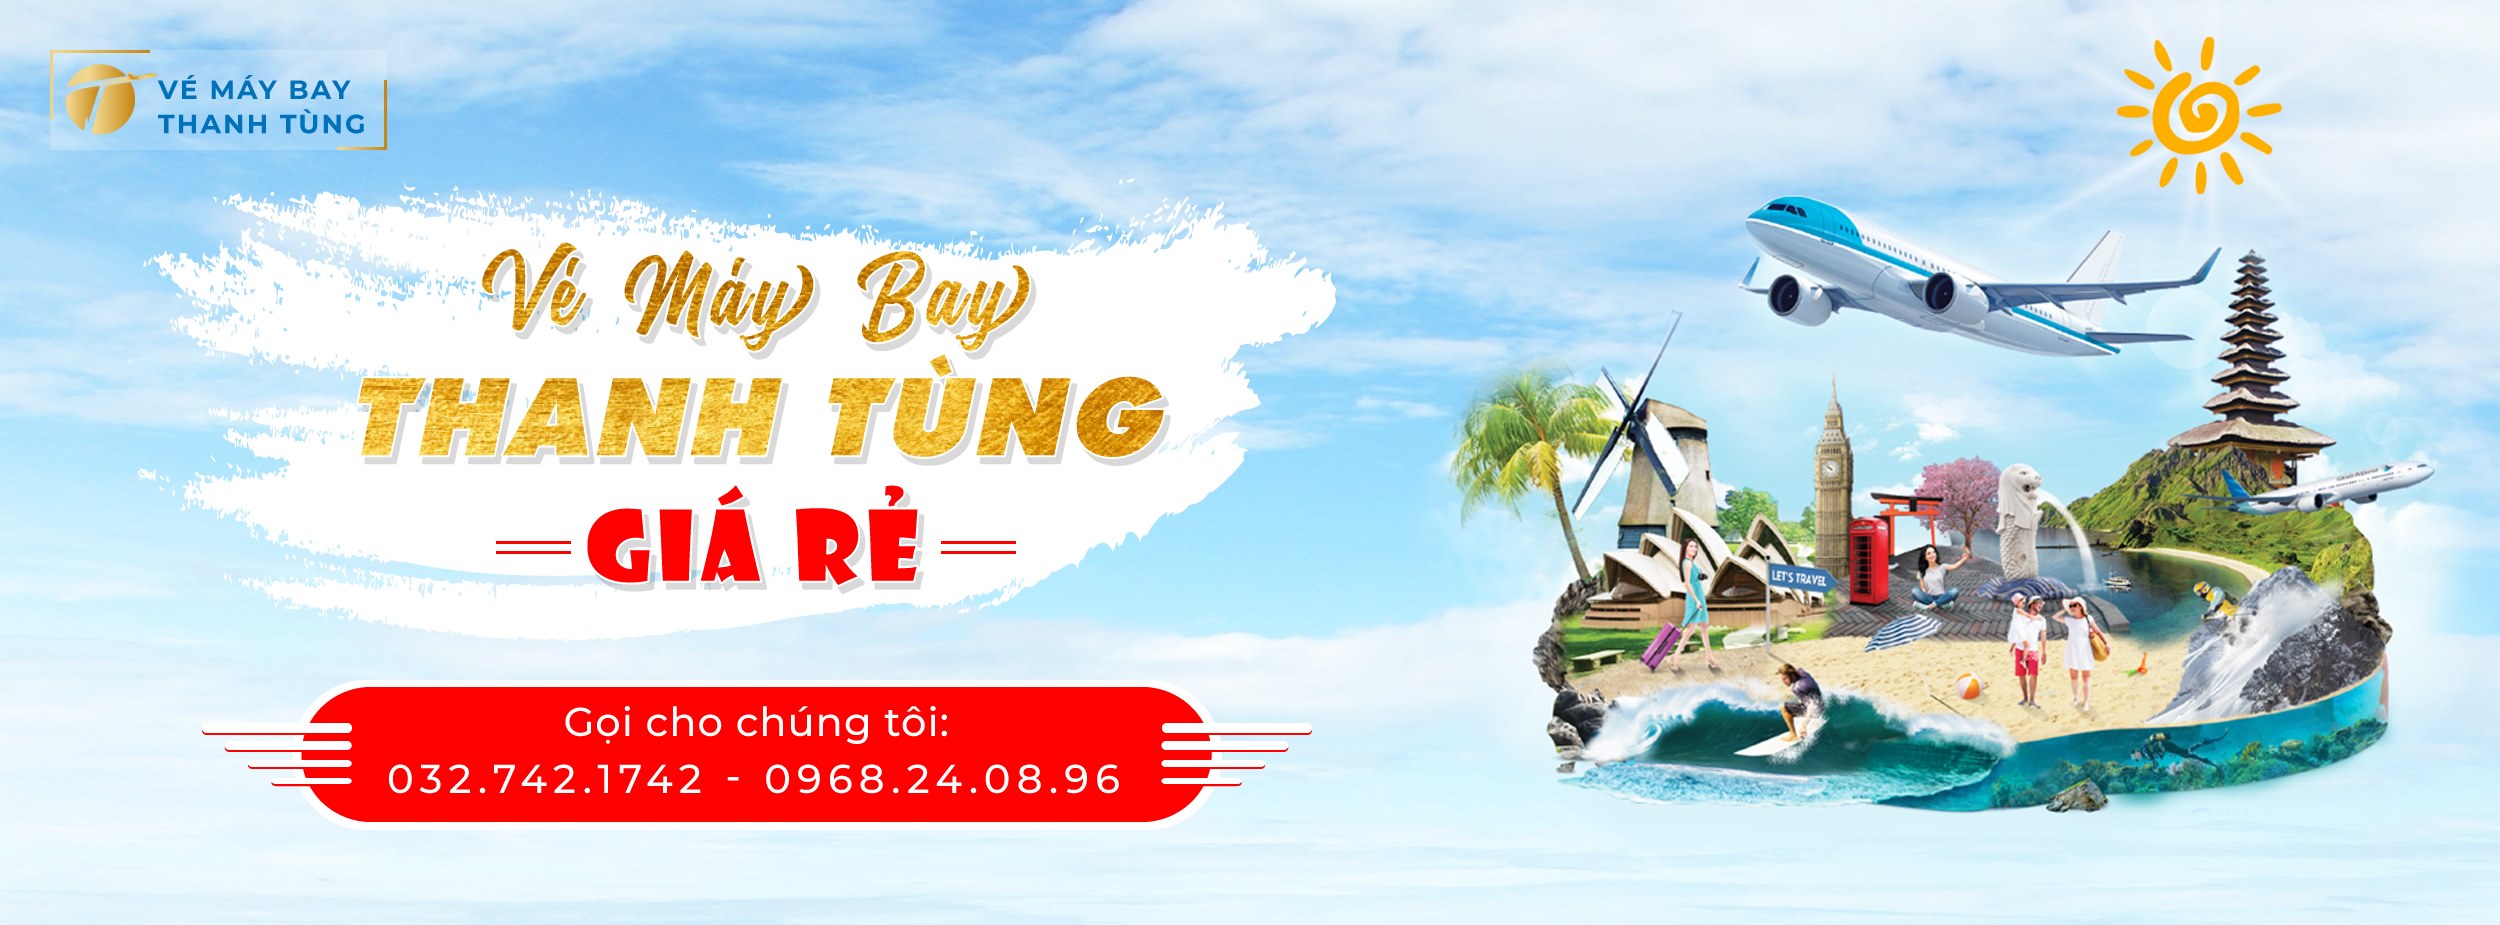 VÉ MÁY BAY
THANH TÙNG
Vé Máy Bay
THANH TÙNG
GIÁ RẺ
Gọi cho chúng tôi:
032.742.1742 - 0968.24.08.96
LET'S TRAVEL